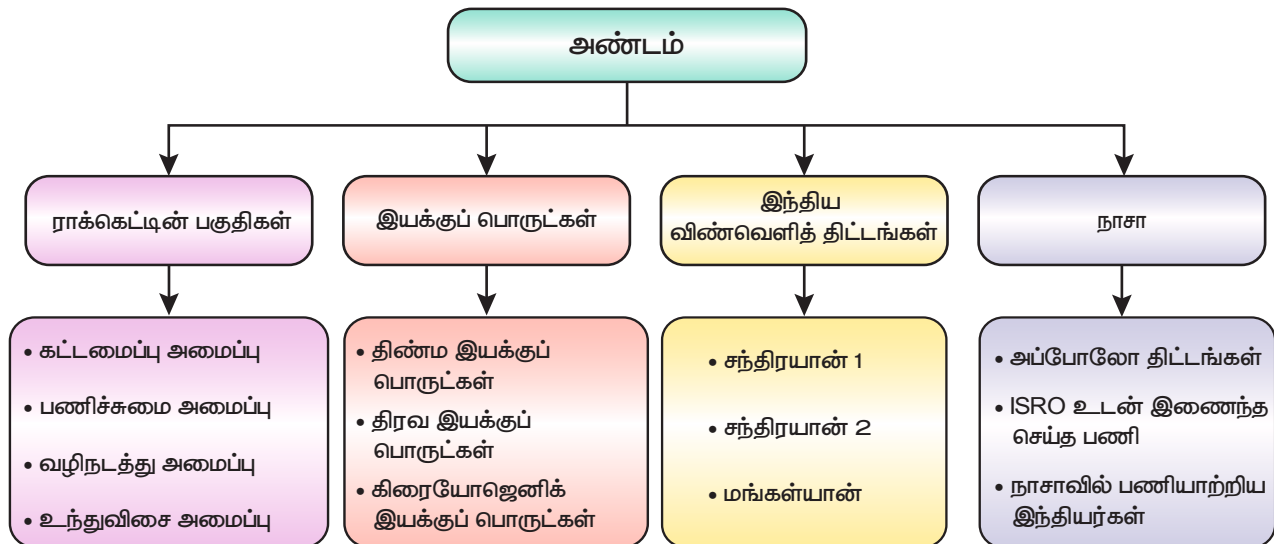 அண்டம்
ராக்கெட்டின் பகுதிகள்
இயக்குப் பொருட்கள்
இந்திய
விண்வெளித் திட்டங்கள்
நாசா
• கட்டமைப்பு அமைப்பு
• பணிச்சுமை அமைப்பு
• வழிநடத்து அமைப்பு
• உந்துவிசை அமைப்பு
• திண்ம இயக்குப்
பொருட்கள்
• திரவ இயக்குப்
பொருட்கள்
• கிரையோஜெனிக்
இயக்குப் பொருட்கள்
• சந்திரயான் 1
• சந்திரயான் 2
• மங்கள்யான்
• அப்போலோ திட்டங்கள்
• ISRO உடன் இணைந்த
செய்த பணி
• நாசாவில் பணியாற்றிய
இந்தியர்கள்